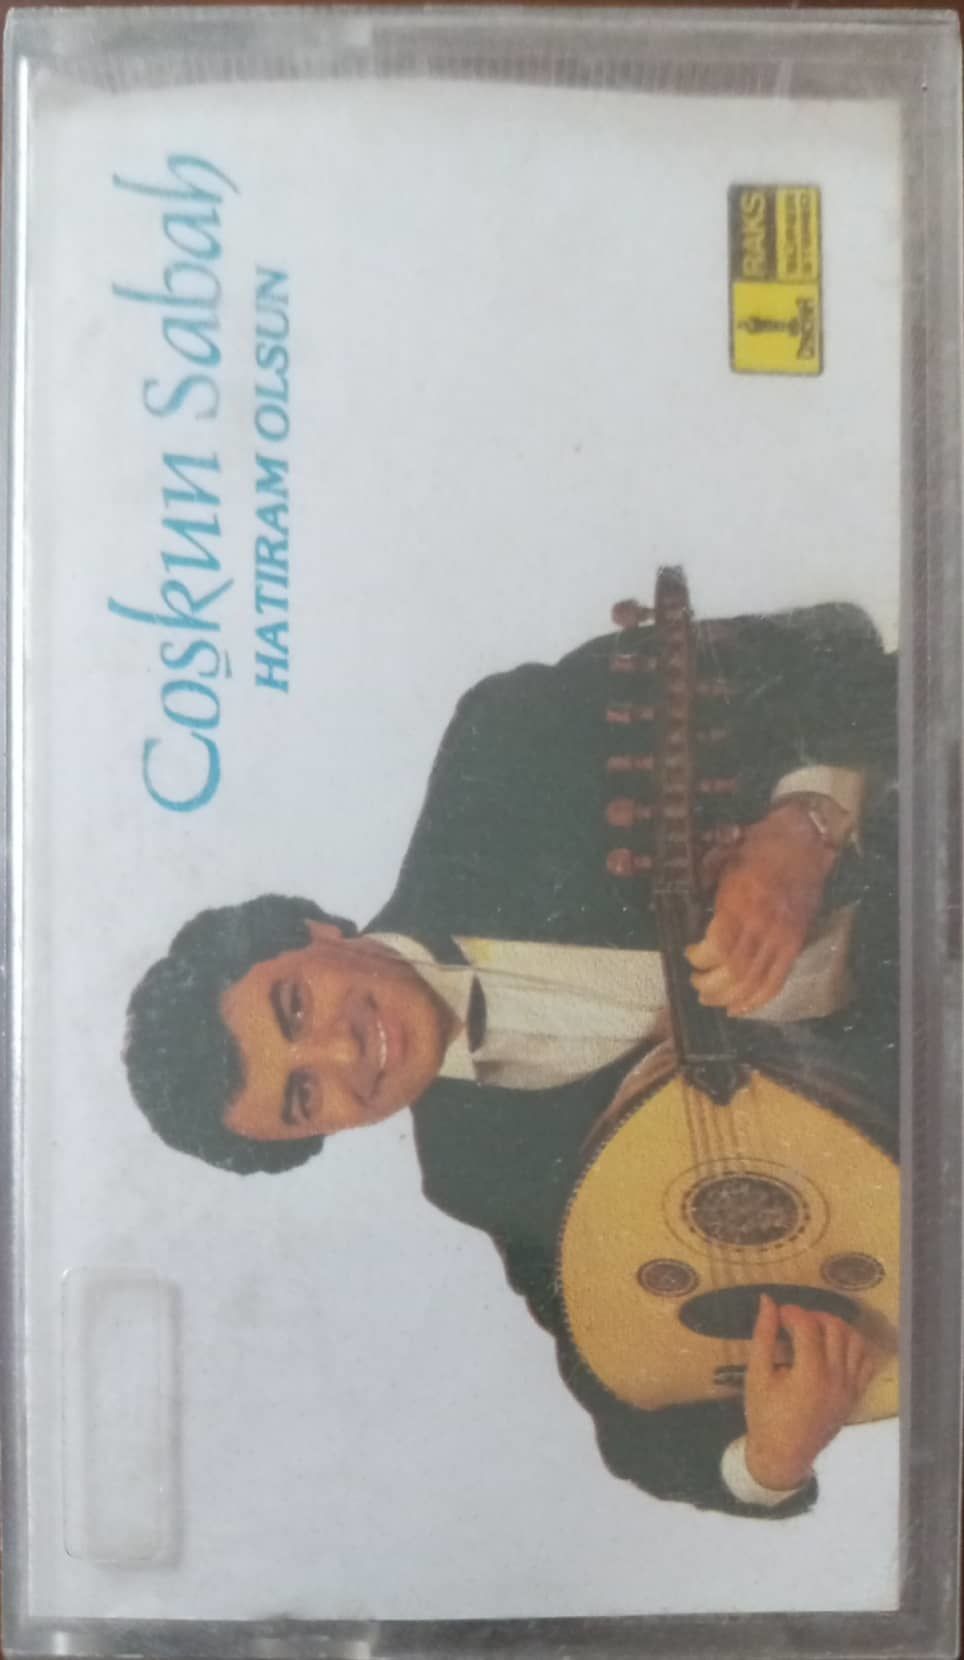 Coşkun Sabah
HATIRAM OLSUN
RAKS